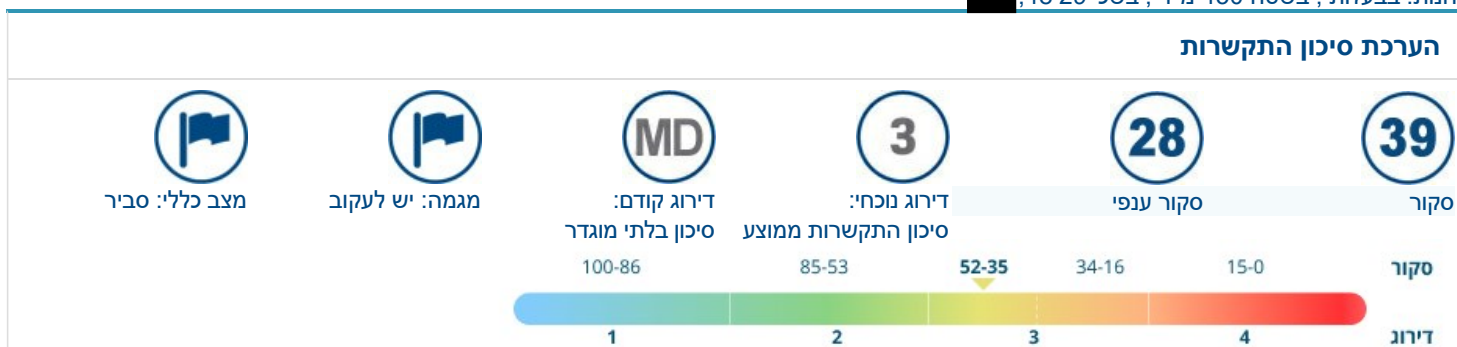 הערכת סיכון התקשרות
39 28 3 MD
סקור סקור ענפי דירוג נוכחי: דירוג קודם: מגמה: יש לעקוב מצב כללי: סביר
סיכון התקשרות ממוצע סיכון בלתי מוגדר
סקור 15-0 34-16 52-35 85-53 100-86
דירוג 4 3 2 1